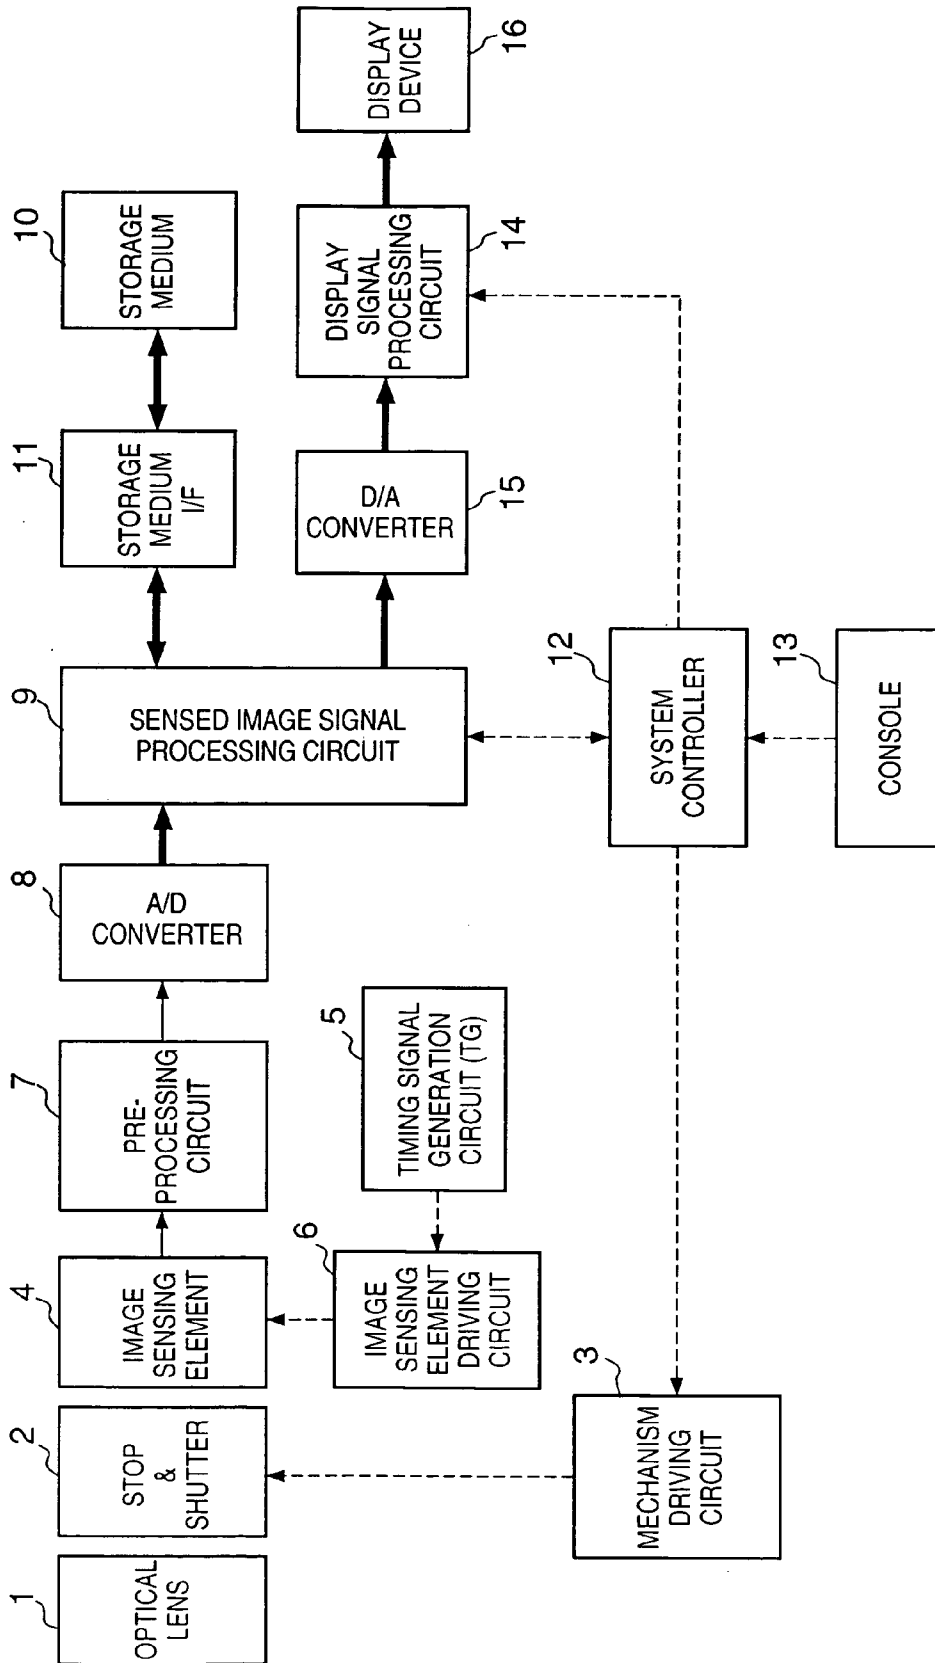 1
OPTICAL
LENS
2
STOP
&
SHUTTER
3
MECHANISM
DRIVING
CIRCUIT
4
IMAGE
SENSING
ELEMENT
6
IMAGE
SENSING
ELEMENT
DRIVING
CIRCUIT
5
TIMING SIGNAL
GENERATION
CIRCUIT (TG)
7
PRE-
PROCESSING
CIRCUIT
8
A/D
CONVERTER
9
SENSED IMAGE SIGNAL
PROCESSING CIRCUIT
12
SYSTEM
CONTROLLER
13
CONSOLE
11
STORAGE
MEDIUM
I/F
10
STORAGE
MEDIUM
D/A
CONVERTER
15
DISPLAY
SIGNAL
PROCESSING
CIRCUIT
14
DISPLAY
DEVICE
16